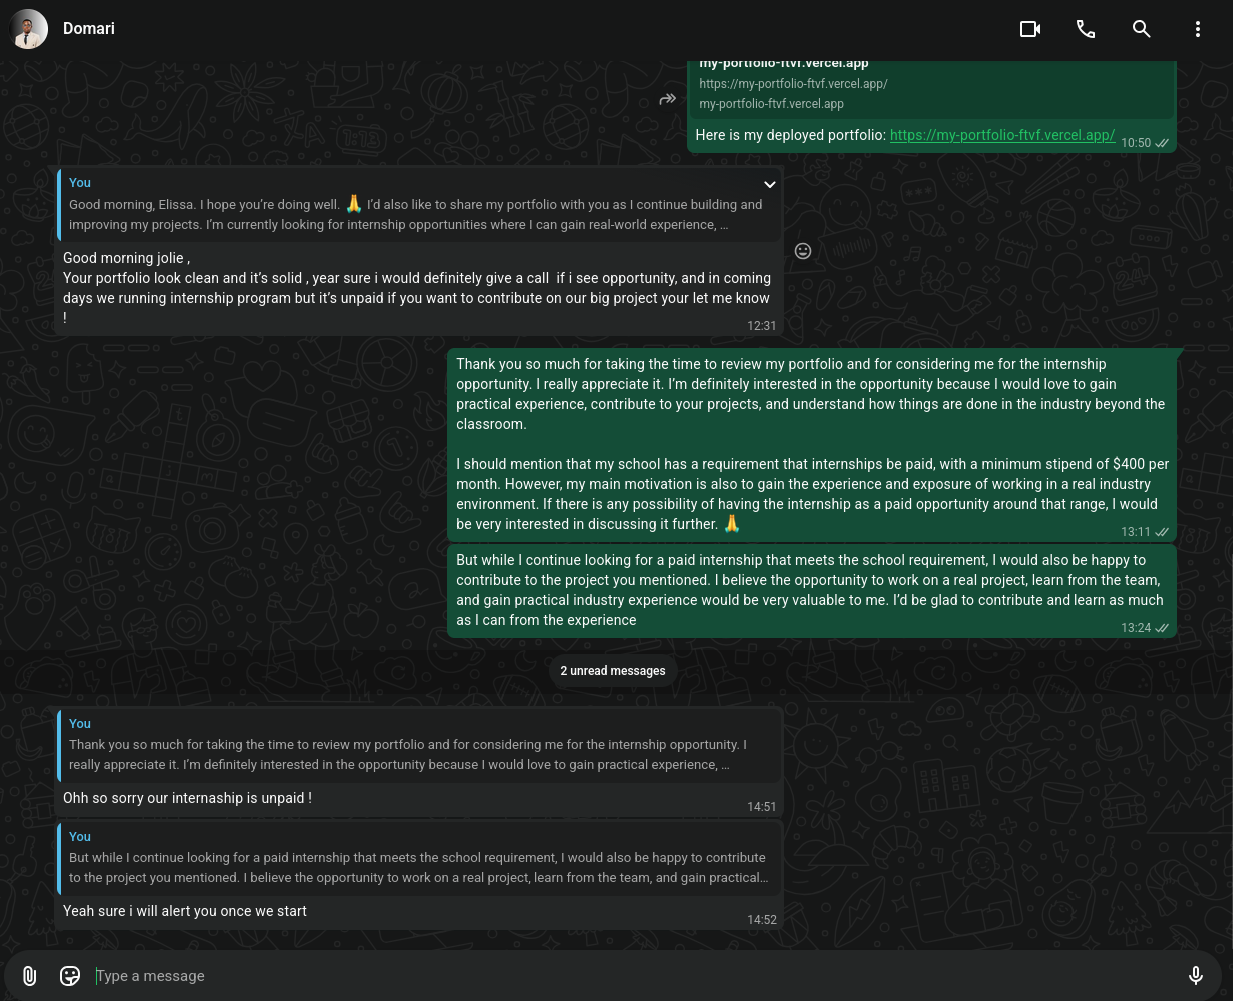 Domari
my-portfolio-ftvf.vercel.app
https://my-portfolio-ftvf.vercel.app/
my-portfolio-ftvf.vercel.app
Here is my deployed portfolio: https://my-portfolio-ftvf.vercel.app/
10:50
You
Good morning, Elissa. I hope you’re doing well. 🙏 I’d also like to share my portfolio with you as I continue building and
improving my projects. I’m currently looking for internship opportunities where I can gain real-world experience, …
Good morning jolie ,
Your portfolio look clean and it’s solid , year sure i would definitely give a call  if i see opportunity, and in coming
days we running internship program but it’s unpaid if you want to contribute on our big project your let me know
!
12:31
Thank you so much for taking the time to review my portfolio and for considering me for the internship
opportunity. I really appreciate it. I’m definitely interested in the opportunity because I would love to gain
practical experience, contribute to your projects, and understand how things are done in the industry beyond the
classroom.
I should mention that my school has a requirement that internships be paid, with a minimum stipend of $400 per
month. However, my main motivation is also to gain the experience and exposure of working in a real industry
environment. If there is any possibility of having the internship as a paid opportunity around that range, I would
be very interested in discussing it further. 🙏
13:11
But while I continue looking for a paid internship that meets the school requirement, I would also be happy to
contribute to the project you mentioned. I believe the opportunity to work on a real project, learn from the team,
and gain practical industry experience would be very valuable to me. I’d be glad to contribute and learn as much
as I can from the experience
13:24
2 unread messages
You
Thank you so much for taking the time to review my portfolio and for considering me for the internship opportunity. I
really appreciate it. I’m definitely interested in the opportunity because I would love to gain practical experience, …
Ohh so sorry our internaship is unpaid !
14:51
You
But while I continue looking for a paid internship that meets the school requirement, I would also be happy to contribute
to the project you mentioned. I believe the opportunity to work on a real project, learn from the team, and gain practical…
Yeah sure i will alert you once we start
14:52
Type a message